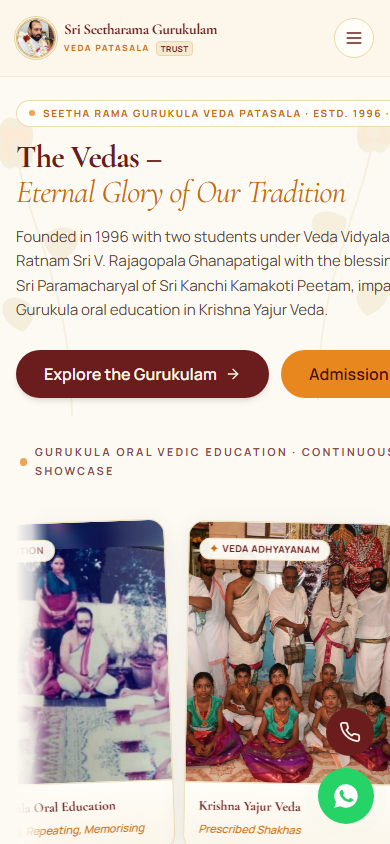 Sri Seetharama Gurukulam
VEDA PATASALA TRUST
SEETHA RAMA GURUKULA VEDA PATASALA · ESTD. 1996 ·
The Vedas –
Eternal Glory of Our Tradition
Founded in 1996 with two students under Veda Vidyala
Ratnam Sri V. Rajagopala Ghanapatigal with the blessin
Sri Paramacharyal of Sri Kanchi Kamakoti Peetam, impa
Gurukula oral education in Krishna Yajur Veda.
Explore the Gurukulam →
Admission
GURUKULA ORAL VEDIC EDUCATION · CONTINUOUS
SHOWCASE
TION
✦ VEDA ADHYAYANAM
la Oral Education
Repeating, Memorising
Krishna Yajur Veda
Prescribed Shakhas